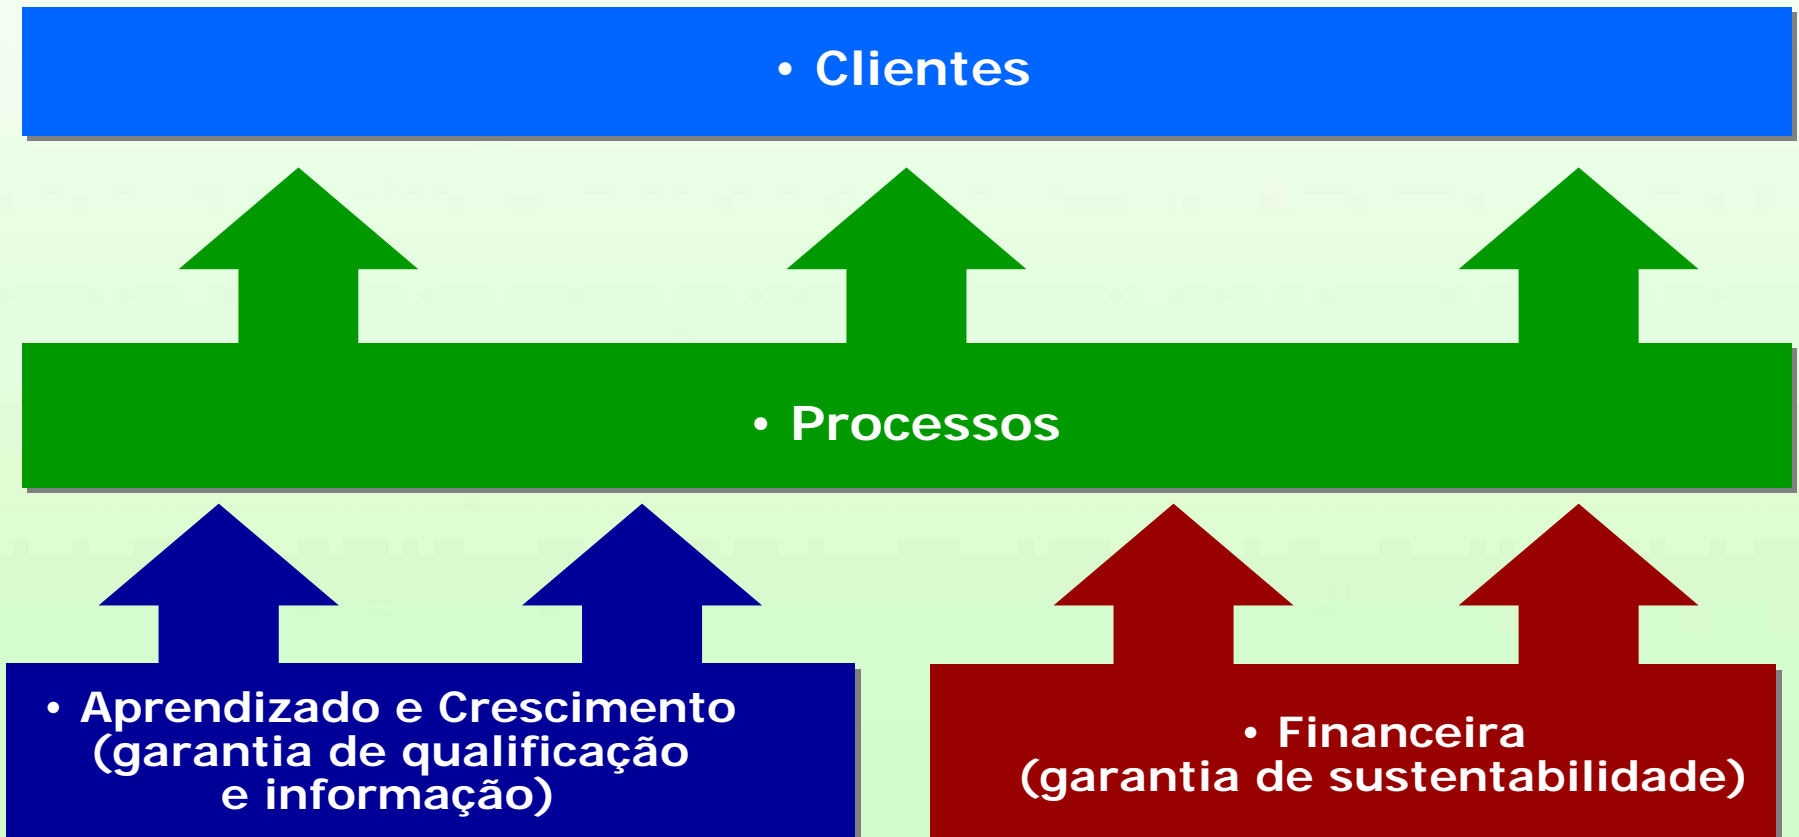 • Clientes
• Processos
• Aprendizado e Crescimento
(garantia de qualificação
e informação)
• Financeira
(garantia de sustentabilidade)